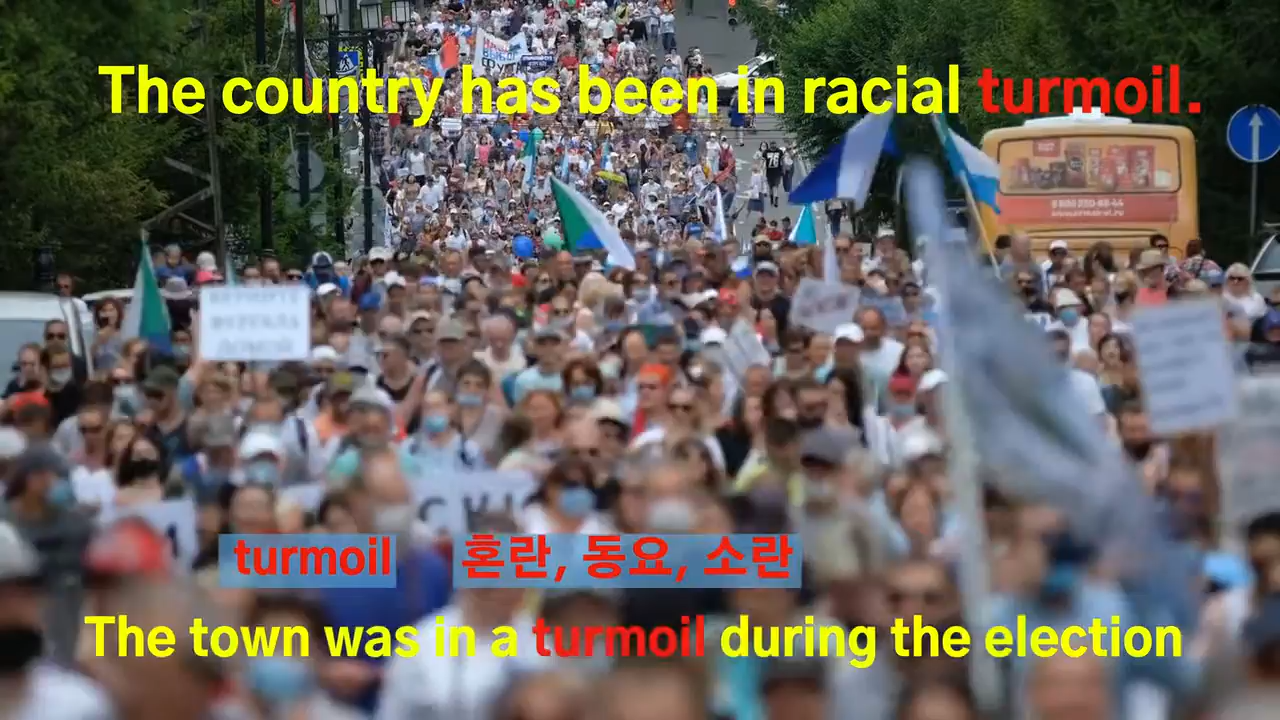 The country has been in racial turmoil.
76
turmoil 혼란, 동요, 소란
The town was in a turmoil during the election